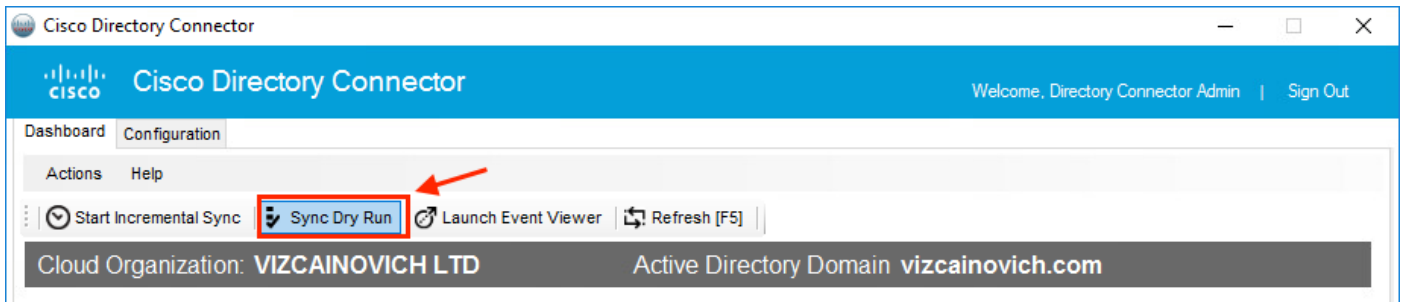 Cisco Directory Connector
CISCO Cisco Directory Connector Welcome, Directory Connector Admin | Sign Out
Dashboard Configuration
Actions Help
Start Incremental Sync Sync Dry Run Launch Event Viewer Refresh [F5]
Cloud Organization: VIZCAINOVICH LTD Active Directory Domain vizcainovich.com